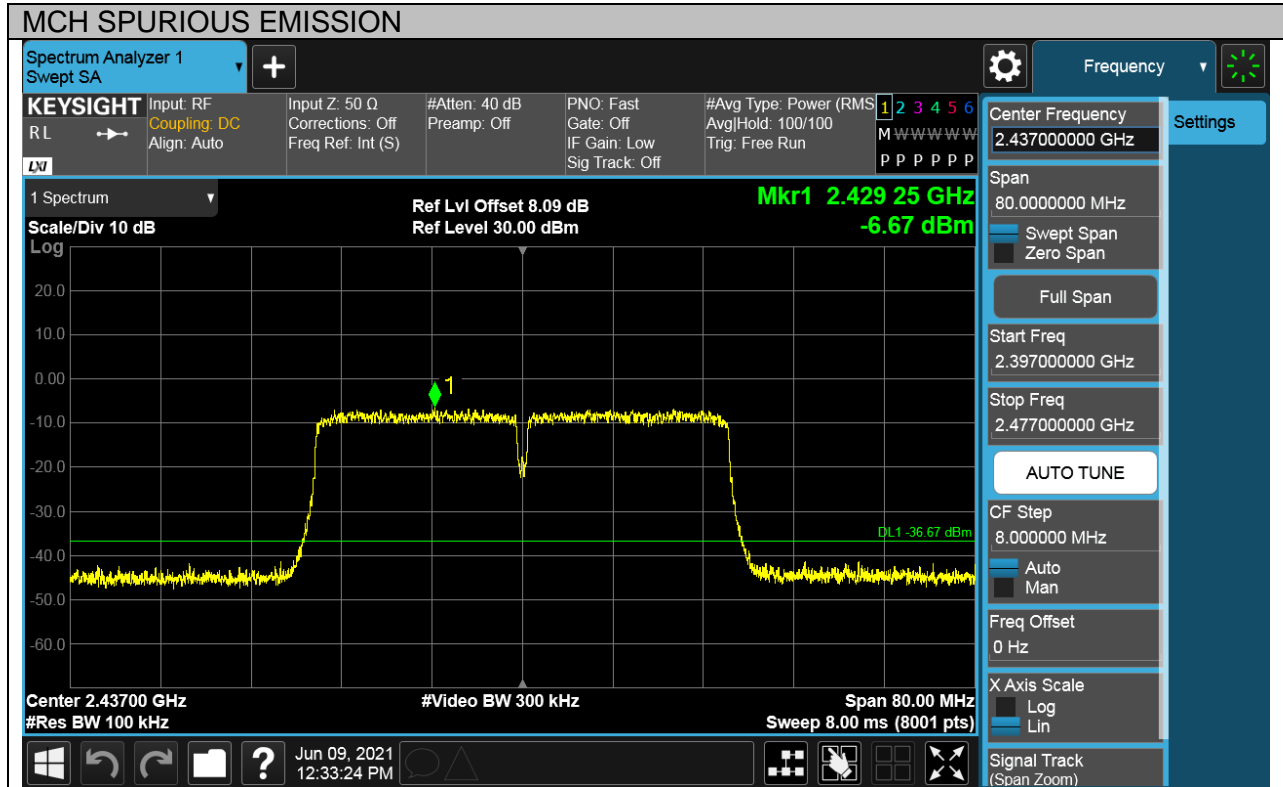 MCH SPURIOUS EMISSION
Spectrum Analyzer 1
Swept SA
+
Frequency
KEYSIGHT
RL
LXI
Input: RF
Coupling: DC
Align: Auto
Input Z: 50 Ω
Corrections: Off
Freq Ref: Int (S)
#Atten: 40 dB
Preamp: Off
PNO: Fast
Gate: Off
IF Gain: Low
Sig Track: Off
#Avg Type: Power (RMS
Avg|Hold: 100/100
Trig: Free Run
1 2 3 4 5 6
M W W W W W
P P P P P P
1 Spectrum
Scale/Div 10 dB
Ref Lvl Offset 8.09 dB
Ref Level 30.00 dBm
Mkr1 2.429 25 GHz
-6.67 dBm
Log
20.0
10.0
0.00
-10.0
-20.0
-30.0
-40.0
-50.0
-60.0
1
DL1 -36.67 dBm
Center 2.43700 GHz
#Res BW 100 kHz
#Video BW 300 kHz
Span 80.00 MHz
Sweep 8.00 ms (8001 pts)
?
Jun 09, 2021
12:33:24 PM
Center Frequency
2.437000000 GHz
Settings
Span
80.0000000 MHz
Swept Span
Zero Span
Full Span
Start Freq
2.397000000 GHz
Stop Freq
2.477000000 GHz
AUTO TUNE
CF Step
8.000000 MHz
Auto
Man
Freq Offset
0 Hz
X Axis Scale
Log
Lin
Signal Track
(Span Zoom)